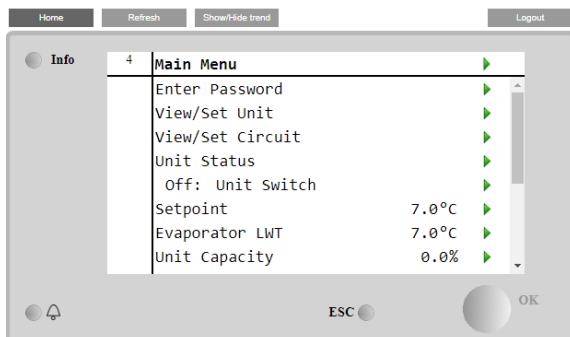 Home Refresh Show/Hide trend Logout
Info
4 Main Menu
Enter Password
View/Set Unit
View/Set Circuit
Unit Status
Off: Unit Switch
Setpoint 7.0°C
Evaporator LWT 7.0°C
Unit Capacity 0.0%
ESC OK